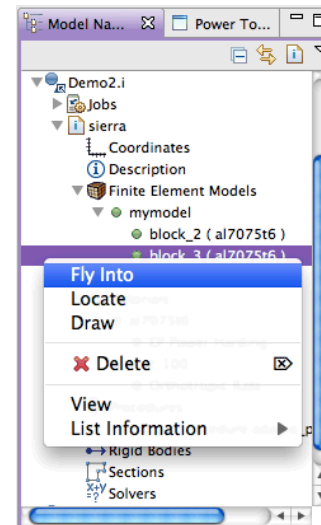 Model Na... Power To...
Demo2.i
Jobs
sierra
Coordinates
Description
Finite Element Models
mymodel
block_2 ( al7075t6 )
block_3 ( al7075t6 )
Fly Into
Locate
Draw
Delete
View
List Information
Rigid Bodies
Sections
Solvers